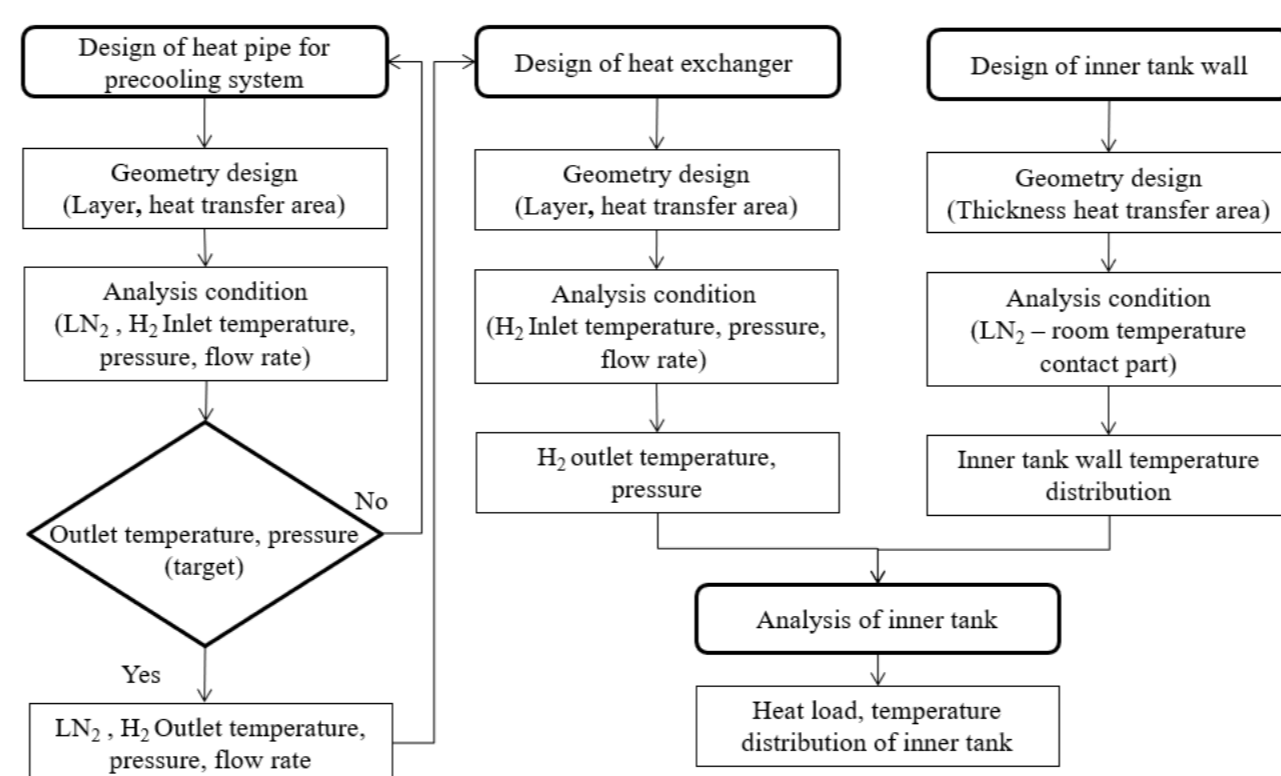 Design of heat pipe for
precooling system
Geometry design
(Layer, heat transfer area)
Analysis condition
(LN₂ , H₂ Inlet temperature,
pressure, flow rate)
Outlet temperature, pressure
(target)
No
Yes
LN₂ , H₂ Outlet temperature,
pressure, flow rate
Design of heat exchanger
Geometry design
(Layer, heat transfer area)
Analysis condition
(H₂ Inlet temperature, pressure,
flow rate)
H₂ outlet temperature,
pressure
Design of inner tank wall
Geometry design
(Thickness heat transfer area)
Analysis condition
(LN₂ – room temperature
contact part)
Inner tank wall temperature
distribution
Analysis of inner tank
Heat load, temperature
distribution of inner tank